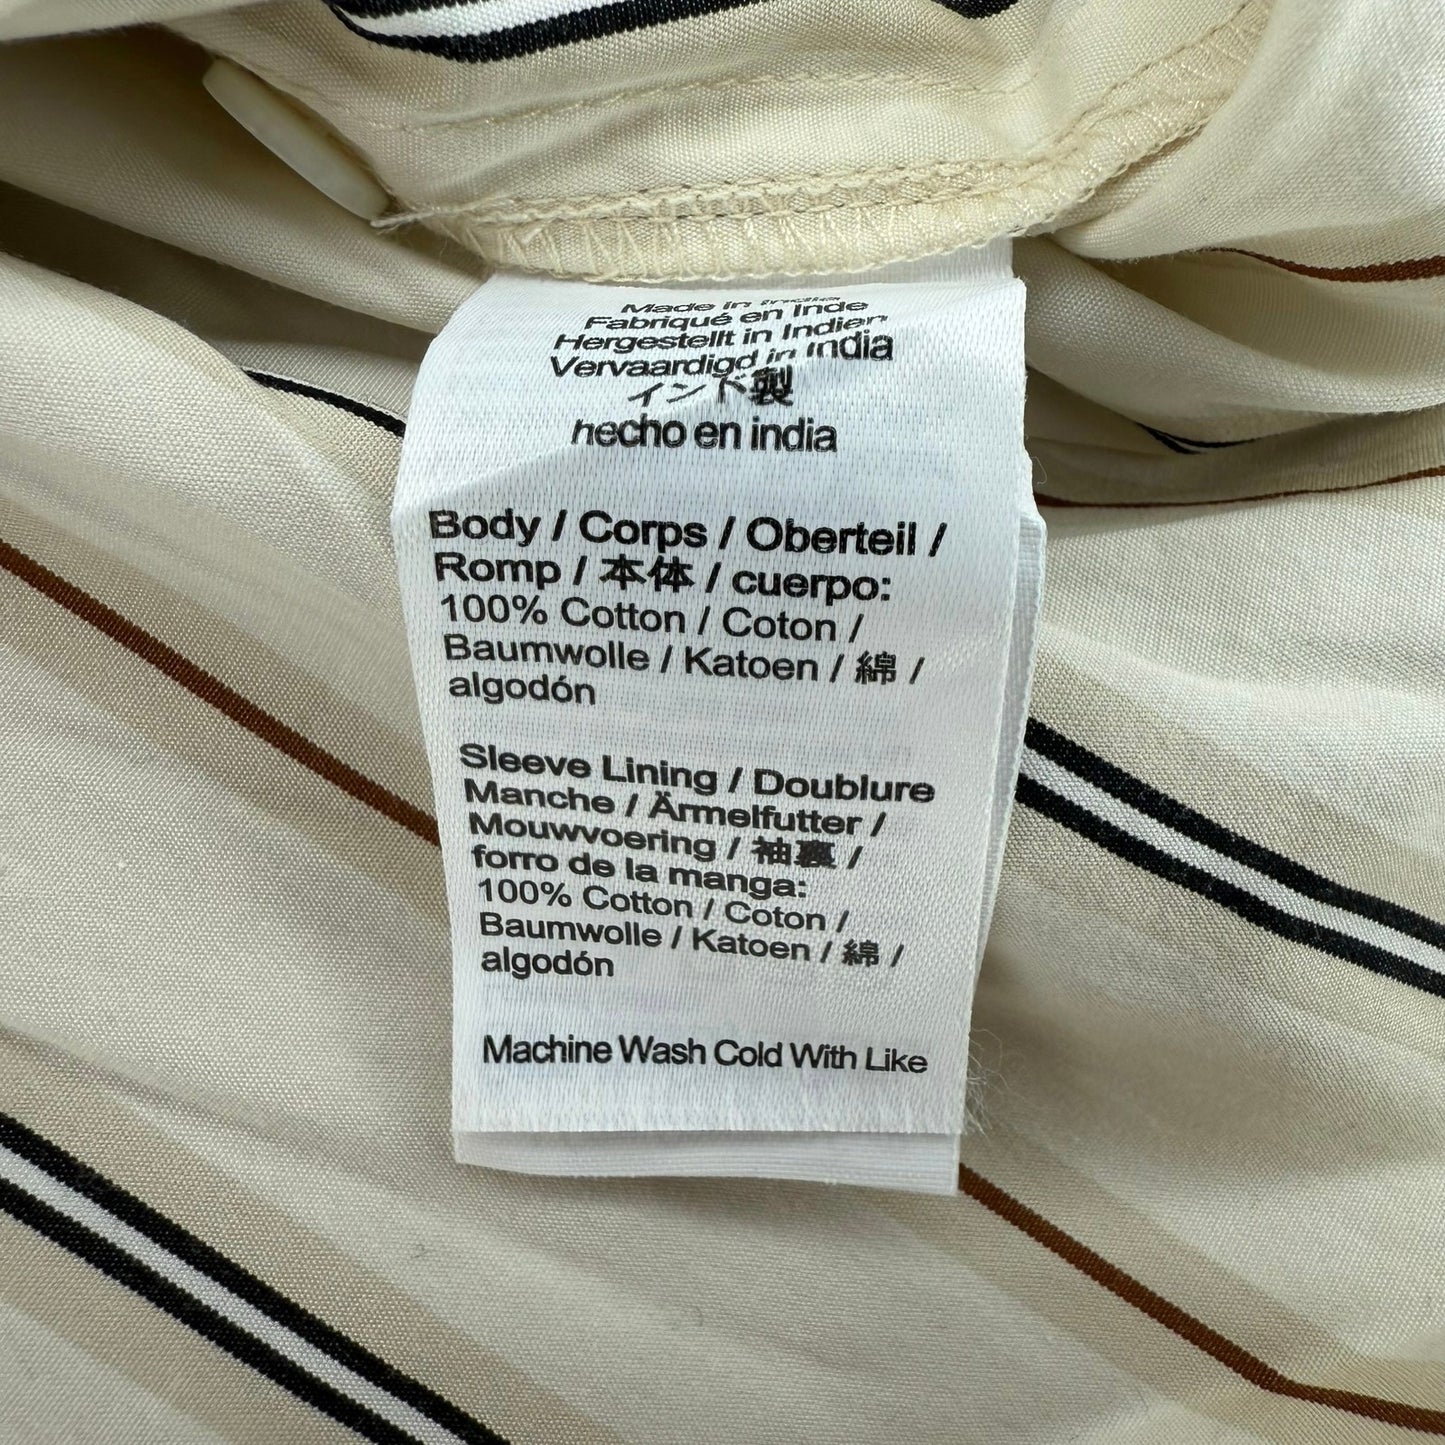 Made in India
Fabriqué en Inde
Hergestellt in Indien
Vervaardigd in India
インド製
hecho en india
Body / Corps / Oberteil /
Romp / 本体 / cuerpo:
100% Cotton / Coton /
Baumwolle / Katoen / 綿 /
algodón
Sleeve Lining / Doublure
Manche / Ärmelfutter /
Mouwvoering / 袖裏 /
forro de la manga:
100% Cotton / Coton /
Baumwolle / Katoen / 綿 /
algodón
Machine Wash Cold With Like